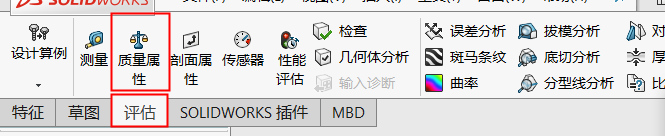 SOLIDWORKS
设计算例
测量
质量属性
剖面属性
传感器
性能评估
检查
几何体分析
输入诊断
误差分析
斑马条纹
曲率
拔模分析
底切分析
分型线分析
对
厚
比
特征
草图
评估
SOLIDWORKS 插件
MBD